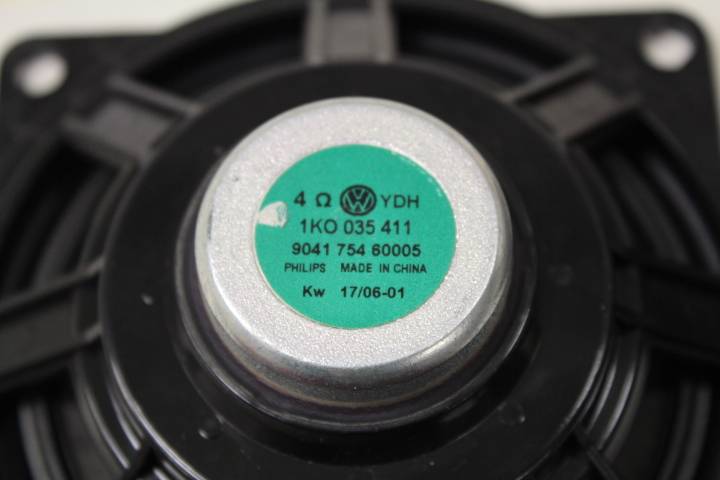 4 Ω VW YDH
1KO 035 411
9041 754 60005
PHILIPS MADE IN CHINA
Kw 17/06-01